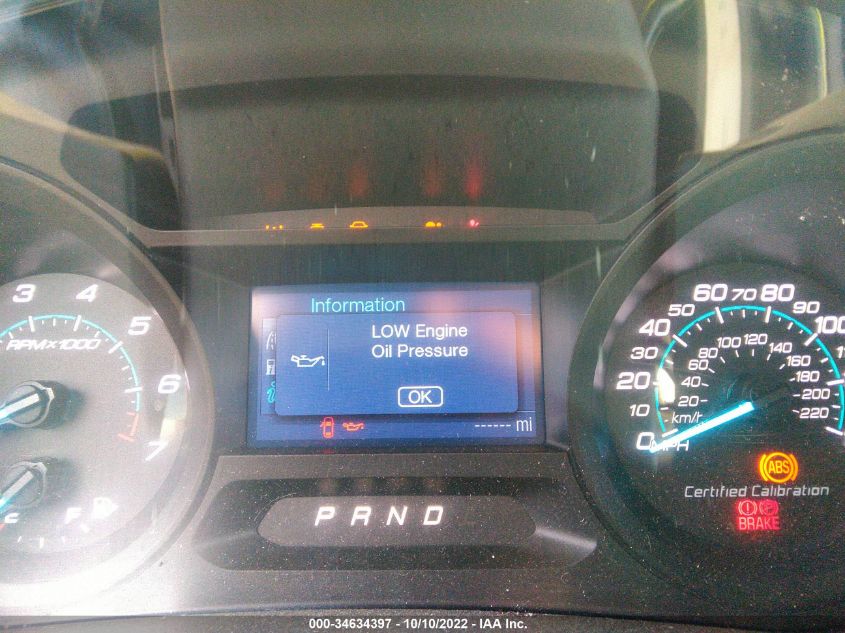 Information
LOW Engine
Oil Pressure
OK
------ mi
3 4 5 6 7
RPMX1000
F
PRND
0 10 20 30 40 50 60 70 80 90 100
20 40 60 80 100 120 140 160 180 200 220
km/h
MPH
ABS
Certified Calibration
BRAKE
000-34634397 - 10/10/2022 - IAA Inc.